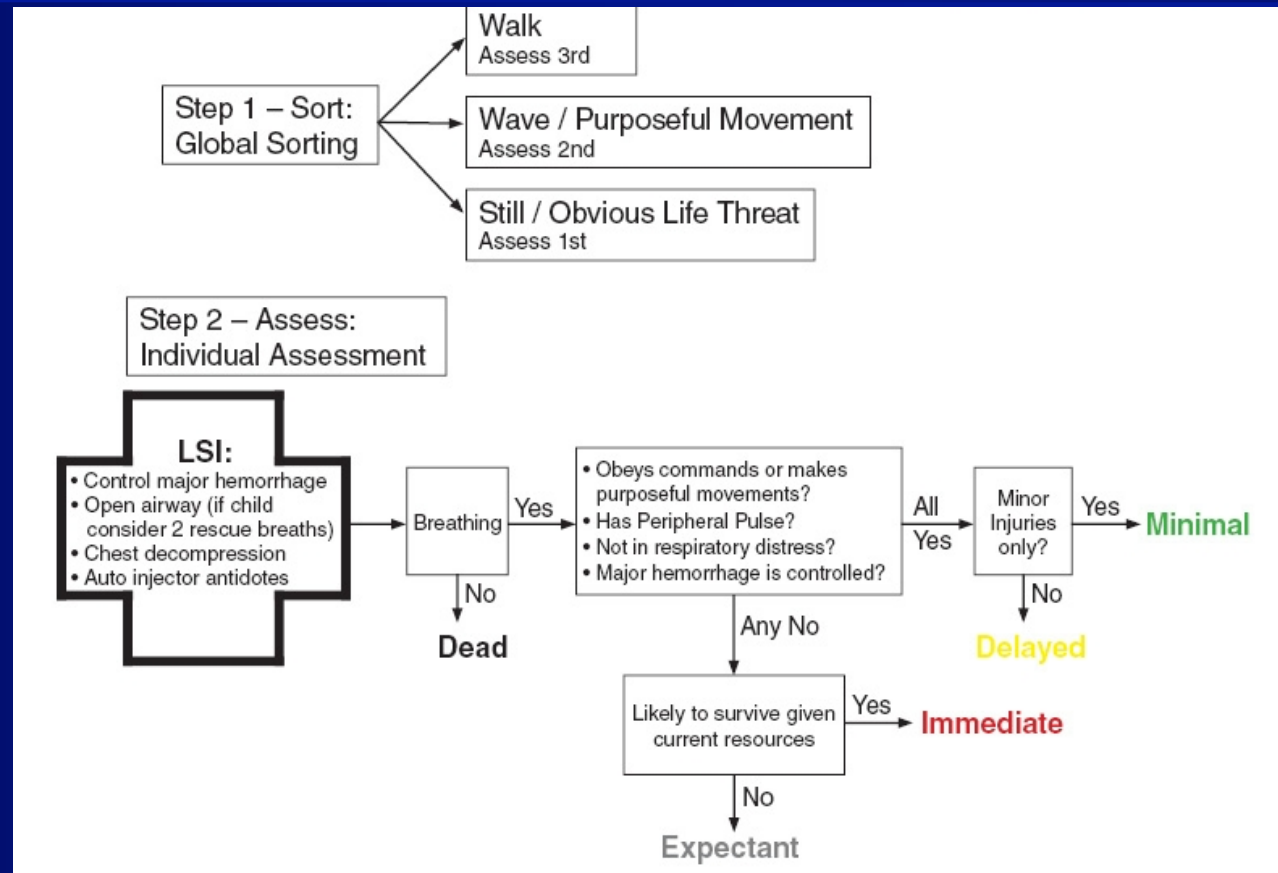 Walk
Assess 3rd
Step 1 – Sort:
Global Sorting
Wave / Purposeful Movement
Assess 2nd
Still / Obvious Life Threat
Assess 1st
Step 2 – Assess:
Individual Assessment
LSI:
• Control major hemorrhage
• Open airway (if child
consider 2 rescue breaths)
• Chest decompression
• Auto injector antidotes
Breathing
Yes
No
Dead
• Obeys commands or makes
purposeful movements?
• Has Peripheral Pulse?
• Not in respiratory distress?
• Major hemorrhage is controlled?
All
Yes
Minor
Injuries
only?
Yes
Minimal
No
Delayed
Any No
Likely to survive given
current resources
Yes
Immediate
No
Expectant